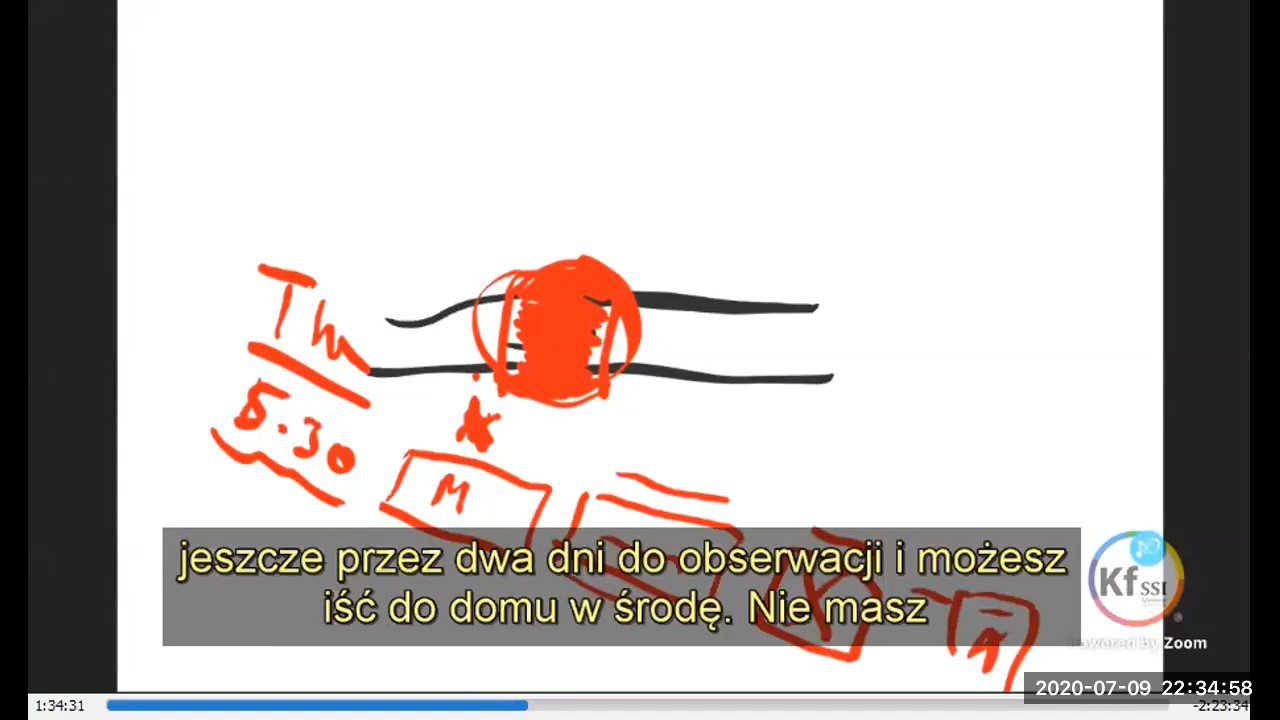 Th
5.30
M
jeszcze przez dwa dni do obserwacji i możesz
iść do domu w środę. Nie masz
Kf SSI
Powered by Zoom
2020-07-09 22:34:58
1:34:31
-2:23:34